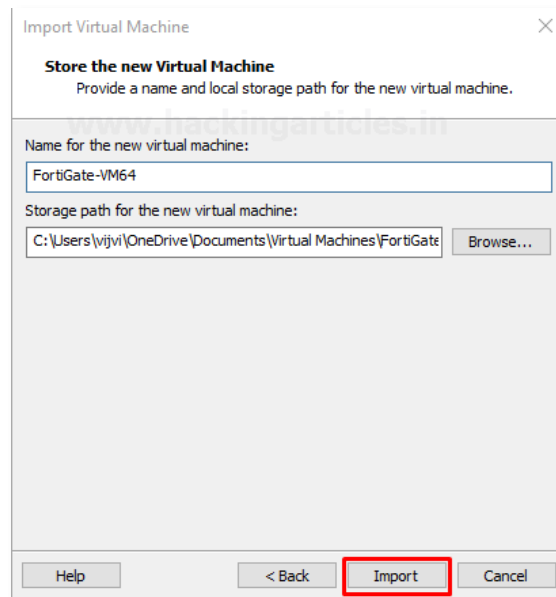 Import Virtual Machine
Store the new Virtual Machine
Provide a name and local storage path for the new virtual machine.
www.hackingarticles.in
Name for the new virtual machine:
FortiGate-VM64
Storage path for the new virtual machine:
C:\Users\vijvi\OneDrive\Documents\Virtual Machines\FortiGate Browse...
Help < Back Import Cancel